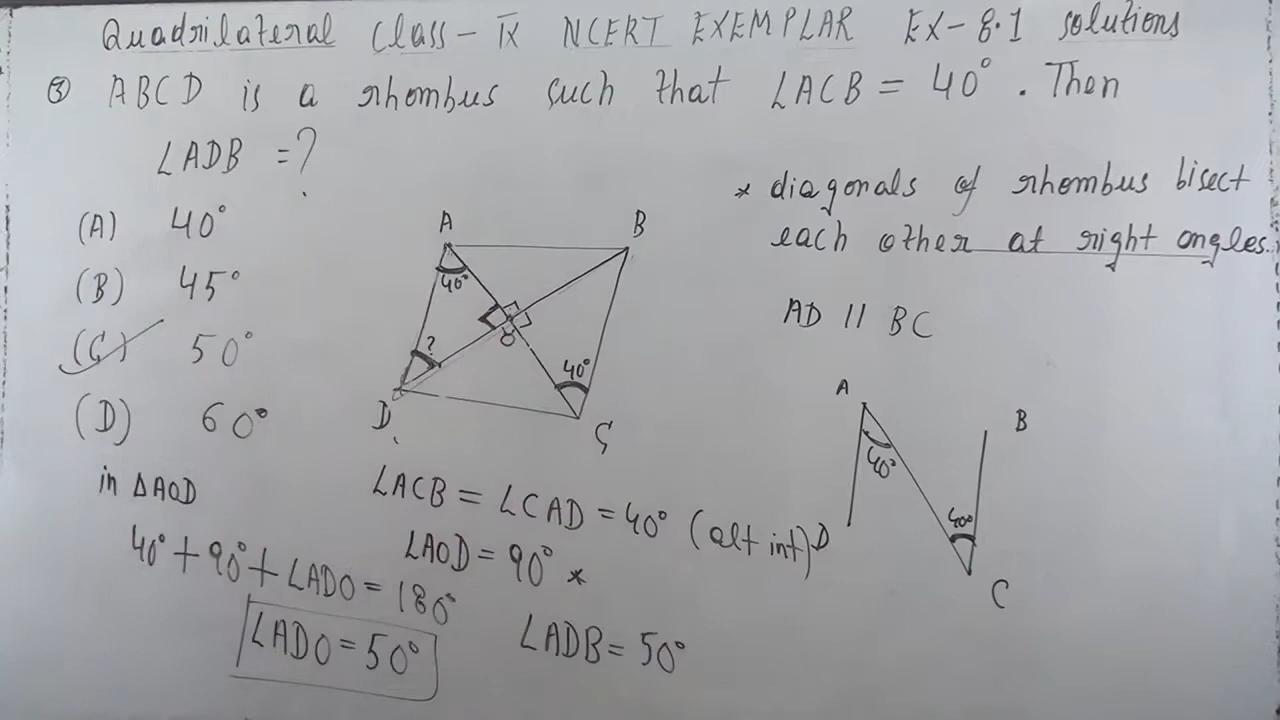 Quadrilateral Class - IX NCERT EXEMPLAR EX - 8.1 solutions
③ ABCD is a rhombus such that ∠ACB = 40°. Then
∠ADB = ?
(A) 40°
(B) 45°
(C) 50°
(D) 60°
* diagonals of rhombus bisect
each other at right angles.
AD // BC
A B
40°
O
? 40°
D C
A
B
40°
40°
D
C
in ΔAOD
40° + 90° + ∠ADO = 180°
∠ADO = 50°
∠ACB = ∠CAD = 40° (alt int)
∠AOD = 90° *
∠ADB = 50°